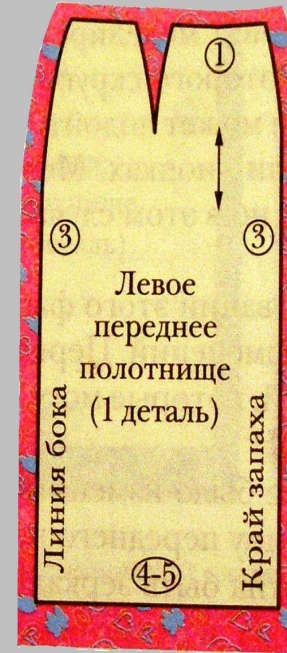 ①
③
③
Левое
переднее
полотнище
(1 деталь)
Линия бока
Край запаха
4-5